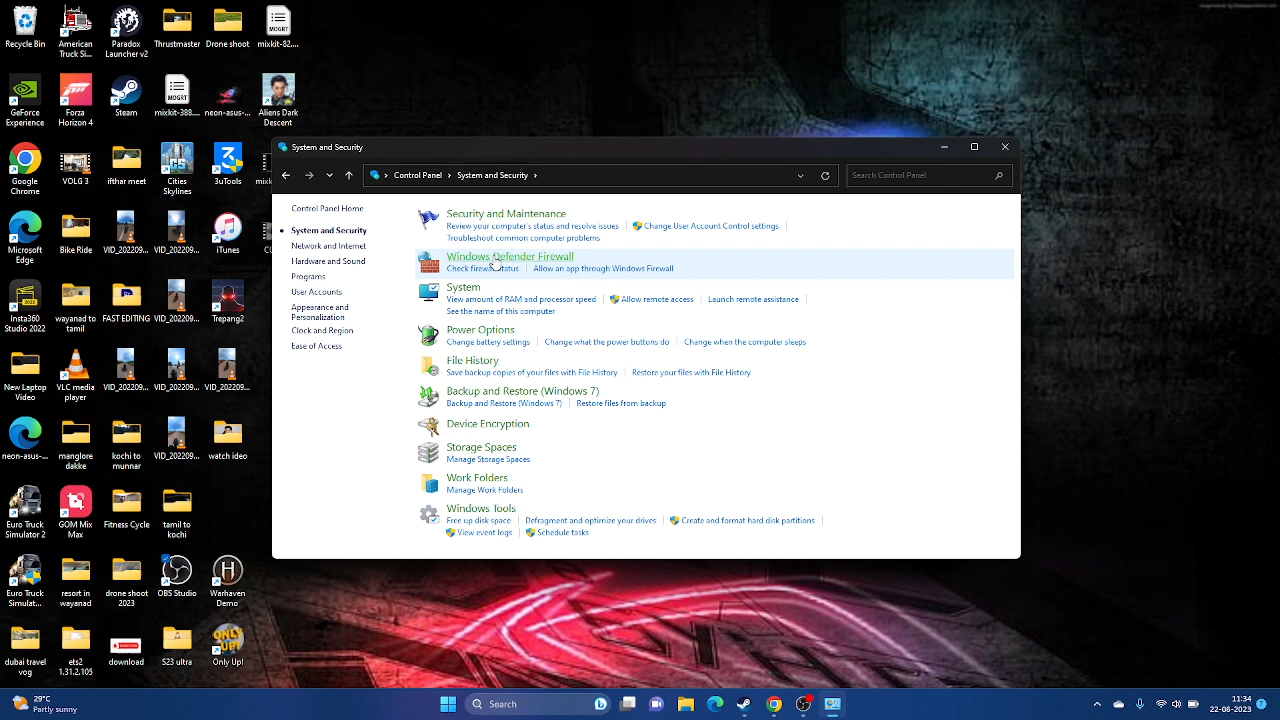 Recycle Bin
American Truck Si...
Paradox Launcher v2
Thrustmaster
Drone shoot
MOGRT
mixkit-82...
GeForce Experience
Forza Horizon 4
Steam
MOGRT
mixkit-388...
neon-asus-...
Aliens Dark Descent
Google Chrome
VOLG 3
ifthar meet
Cities Skylines
3uTools
Microsoft Edge
Bike Ride
VID_202209...
VID_202209...
iTunes
Insta360 Studio 2022
wayanad to tamil
FAST EDITING
VID_202209...
Trepang2
New Laptop Video
VLC media player
VID_202209...
VID_202209...
VID_202209...
neon-asus-...
manglore dakke
kochi to munnar
VID_202209...
watch ideo
Euro Truck Simulator 2
GOM Mix Max
Fitness Cycle
tamil to kochi
Euro Truck Simulat...
resort in wayanad
drone shoot 2023
OBS Studio
Warhaven Demo
dubai travel vog
ets2 1.31.2.105
download
S23 ultra
Only Up!
System and Security
Control Panel > System and Security >
Search Control Panel
Control Panel Home
System and Security
Network and Internet
Hardware and Sound
Programs
User Accounts
Appearance and
Personalization
Clock and Region
Ease of Access
Security and Maintenance
Review your computer's status and resolve issues
Change User Account Control settings
Troubleshoot common computer problems
Windows Defender Firewall
Check firewall status
Allow an app through Windows Firewall
System
View amount of RAM and processor speed
Allow remote access
Launch remote assistance
See the name of this computer
Power Options
Change battery settings
Change what the power buttons do
Change when the computer sleeps
File History
Save backup copies of your files with File History
Restore your files with File History
Backup and Restore (Windows 7)
Backup and Restore (Windows 7)
Restore files from backup
Device Encryption
Storage Spaces
Manage Storage Spaces
Work Folders
Manage Work Folders
Windows Tools
Free up disk space
Defragment and optimize your drives
Create and format hard disk partitions
View event logs
Schedule tasks
29°C
Partly sunny
Search
11:34
22-06-2023